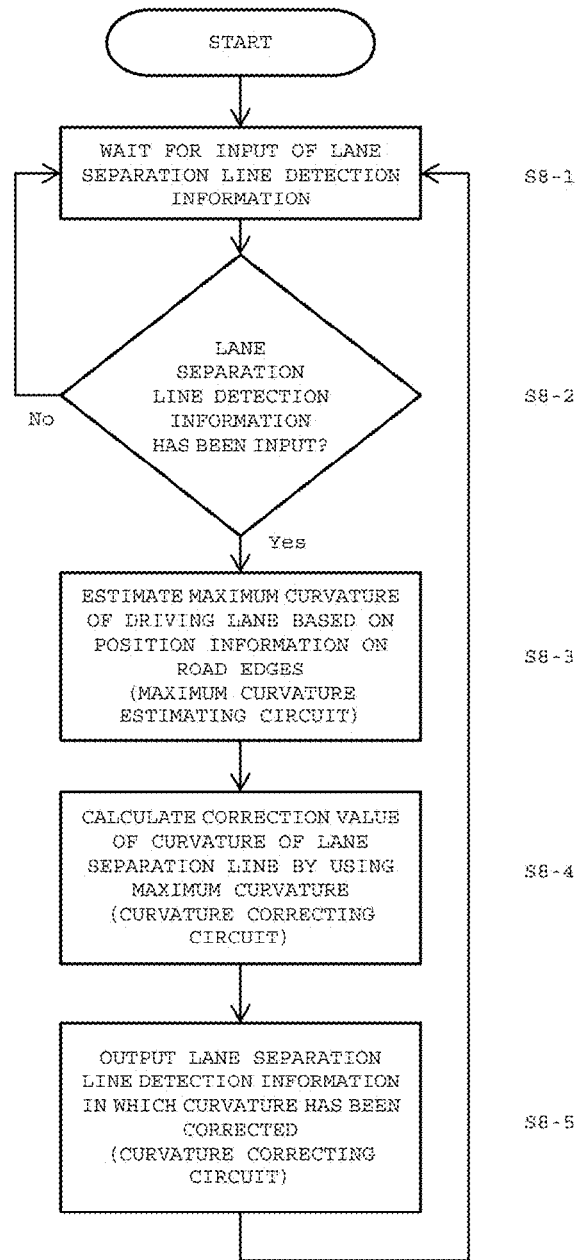 START
WAIT FOR INPUT OF LANE
SEPARATION LINE DETECTION
INFORMATION
S8-1
LANE
SEPARATION
LINE DETECTION
INFORMATION
HAS BEEN INPUT?
S8-2
No
Yes
ESTIMATE MAXIMUM CURVATURE
OF DRIVING LANE BASED ON
POSITION INFORMATION ON
ROAD EDGES
(MAXIMUM CURVATURE
ESTIMATING CIRCUIT)
S8-3
CALCULATE CORRECTION VALUE
OF CURVATURE OF LANE
SEPARATION LINE BY USING
MAXIMUM CURVATURE
(CURVATURE CORRECTING
CIRCUIT)
S8-4
OUTPUT LANE SEPARATION
LINE DETECTION INFORMATION
IN WHICH CURVATURE HAS BEEN
CORRECTED
(CURVATURE CORRECTING
CIRCUIT)
S8-5